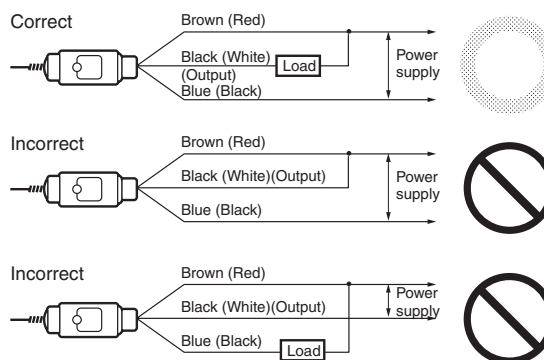 Correct
Brown (Red)
Black (White)
(Output)
Load
Blue (Black)
Power
supply
Incorrect
Brown (Red)
Black (White)(Output)
Blue (Black)
Power
supply
Incorrect
Brown (Red)
Black (White)(Output)
Blue (Black)
Load
Power
supply